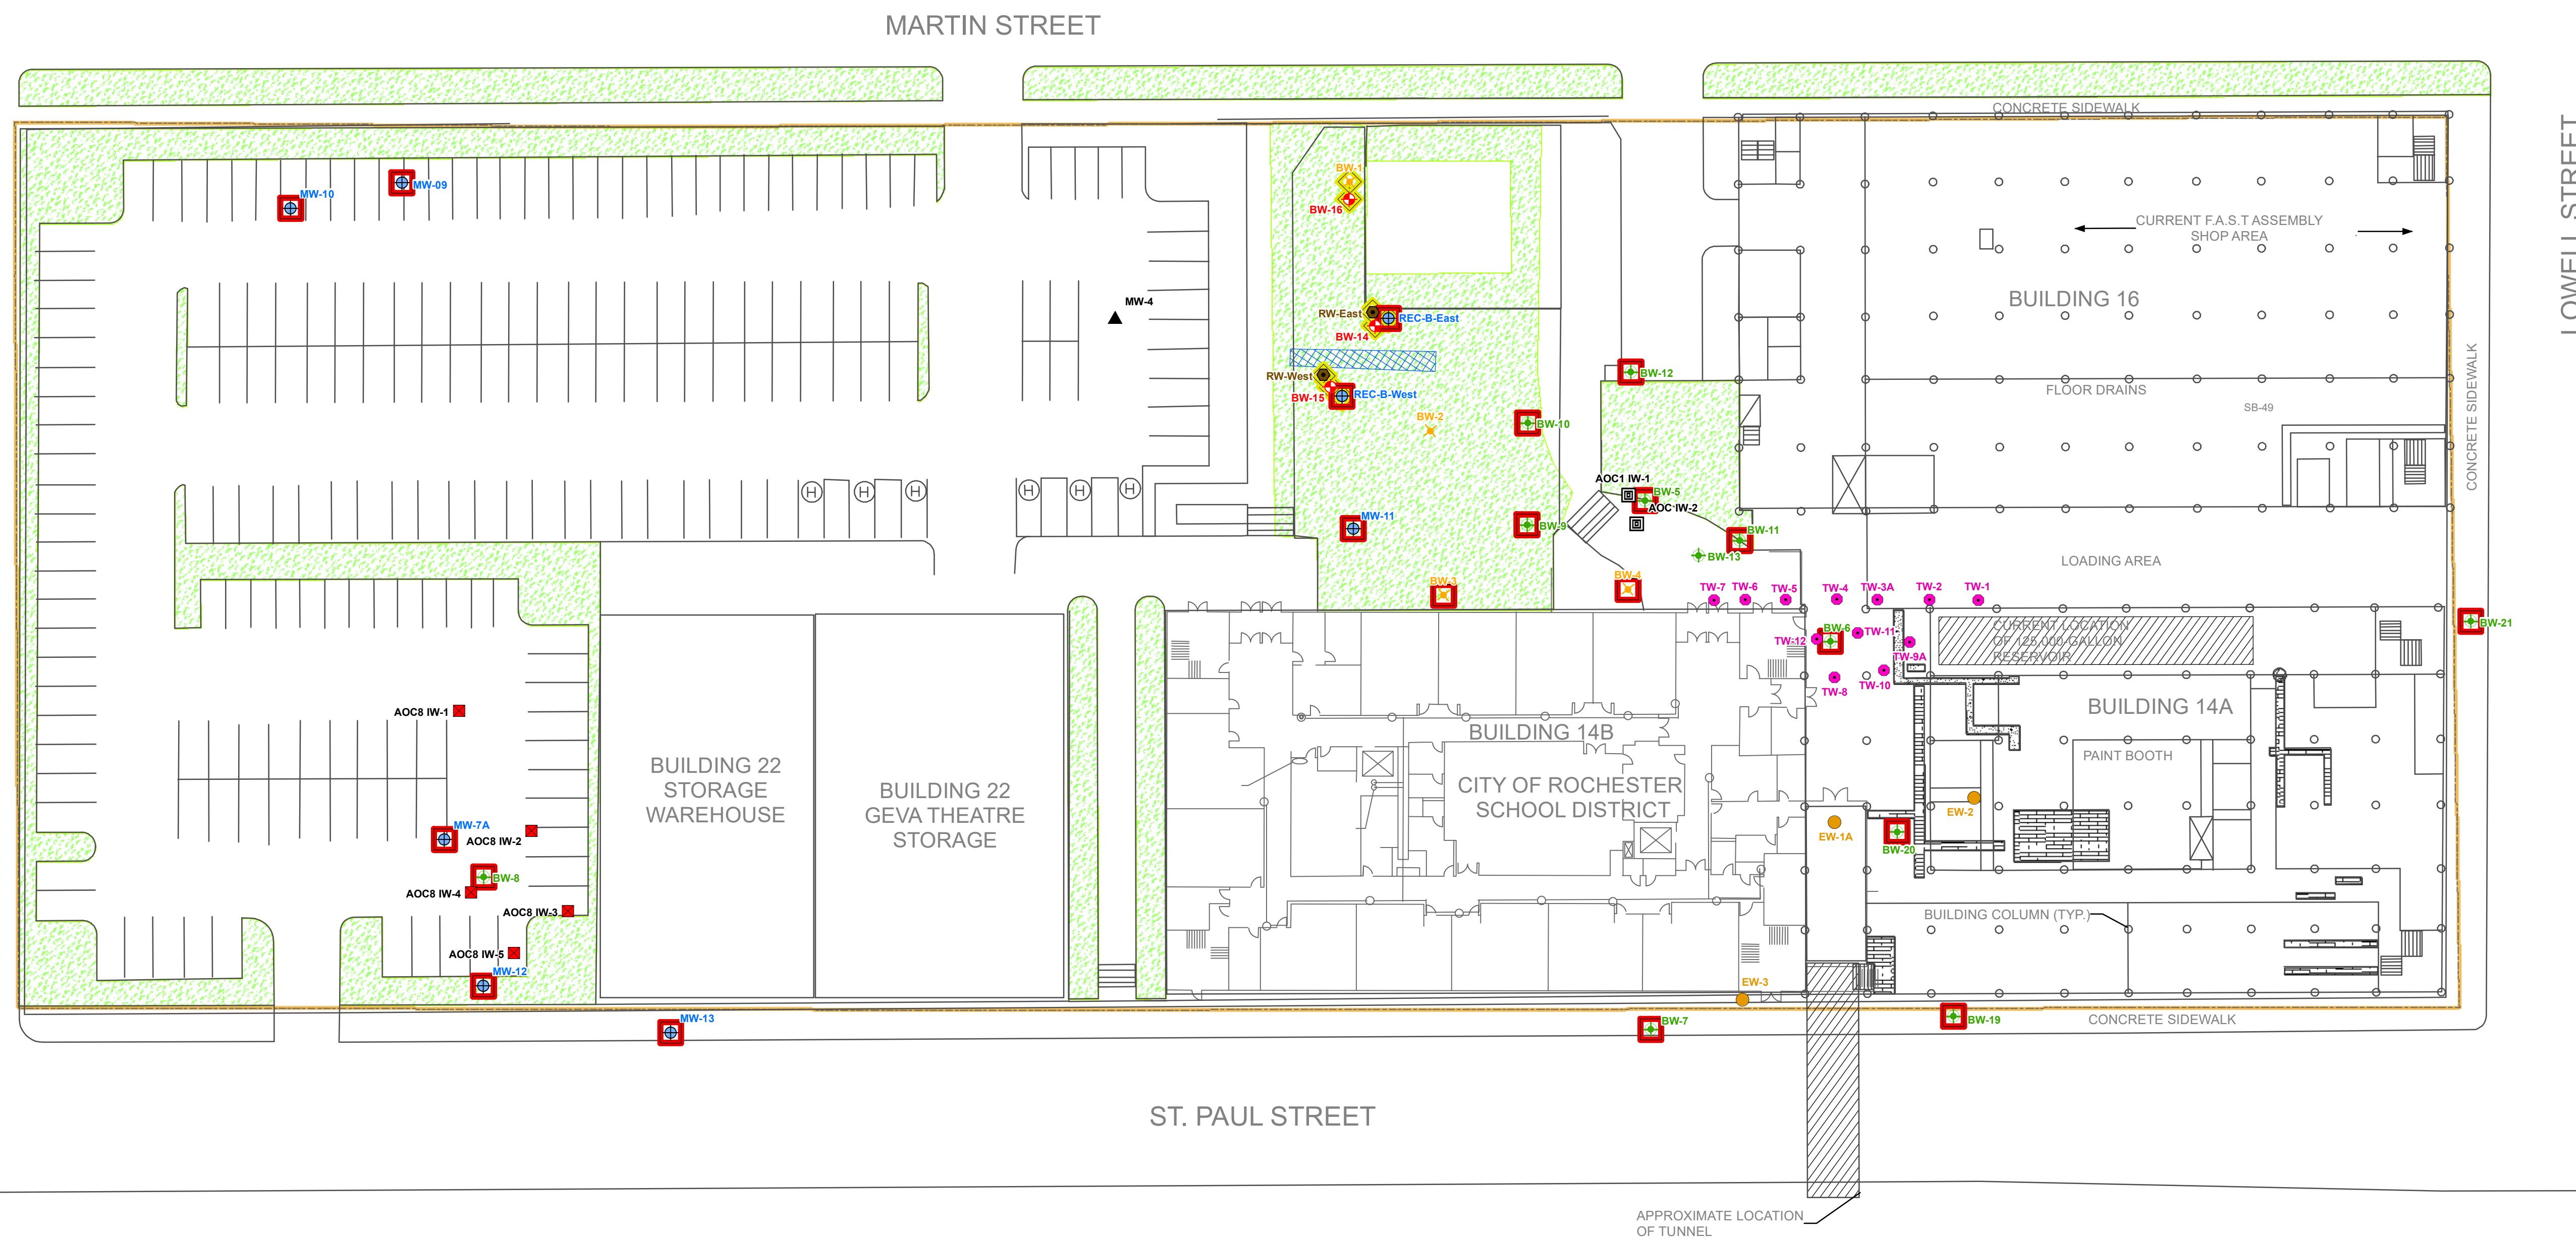 MARTIN STREET
LOWELL STREET
CONCRETE SIDEWALK
MW-10
MW-09
BW-1
BW-16
CURRENT F.A.S.T ASSEMBLY
SHOP AREA
BUILDING 16
MW-4
RW-East
REC-B-East
BW-14
RW-West
REC-B-West
BW-15
BW-12
BW-2
BW-10
FLOOR DRAINS
SB-49
CONCRETE SIDEWALK
H
H
H
H
H
H
AOC1 IW-1
BW-5
AOC IW-2
MW-11
BW-9
BW-11
BW-13
LOADING AREA
BW-3
BW-4
TW-7
TW-6
TW-5
TW-4
TW-3A
TW-2
TW-1
BW-6
TW-12
TW-11
TW-9A
TW-10
TW-8
CURRENT LOCATION
OF 125,000-GALLON
RESERVOIR
BW-21
AOC8 IW-1
BUILDING 14B
BUILDING 14A
PAINT BOOTH
BUILDING 22
STORAGE
WAREHOUSE
BUILDING 22
GEVA THEATRE
STORAGE
CITY OF ROCHESTER
SCHOOL DISTRICT
MW-7A
AOC8 IW-2
EW-2
EW-1A
BW-20
BW-8
AOC8 IW-4
AOC8 IW-3
BUILDING COLUMN (TYP.)
AOC8 IW-5
MW-12
EW-3
MW-13
BW-7
BW-19
CONCRETE SIDEWALK
ST. PAUL STREET
APPROXIMATE LOCATION
OF TUNNEL